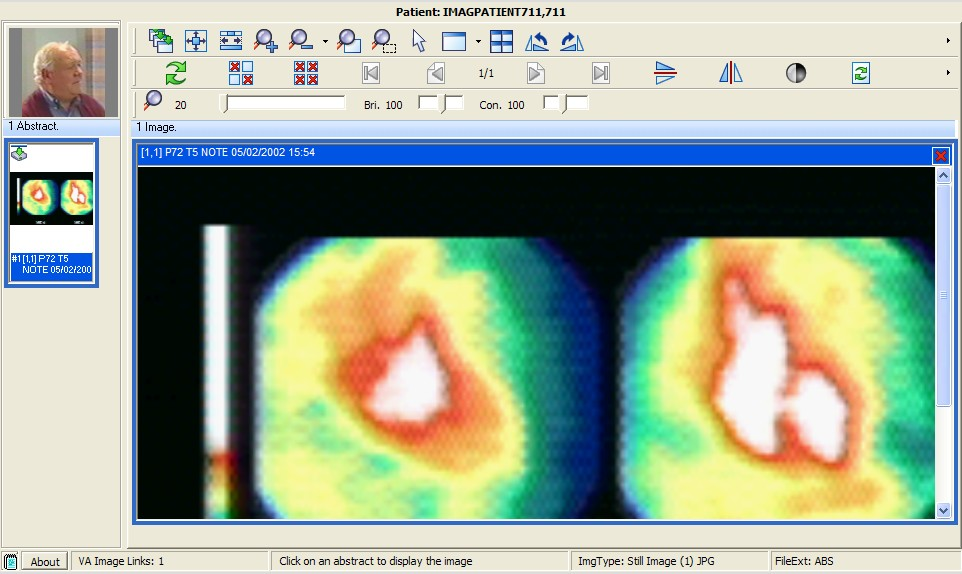 Patient: IMAGPATIENT711,711
1/1
20
Bri. 100
Con. 100
1 Abstract.
1 Image.
[1,1] P72 T5 NOTE 05/02/2002 15:54
#1 [1,1] P72 T5
NOTE 05/02/200
About
VA Image Links: 1
Click on an abstract to display the image
ImgType: Still Image (1) JPG
FileExt: ABS